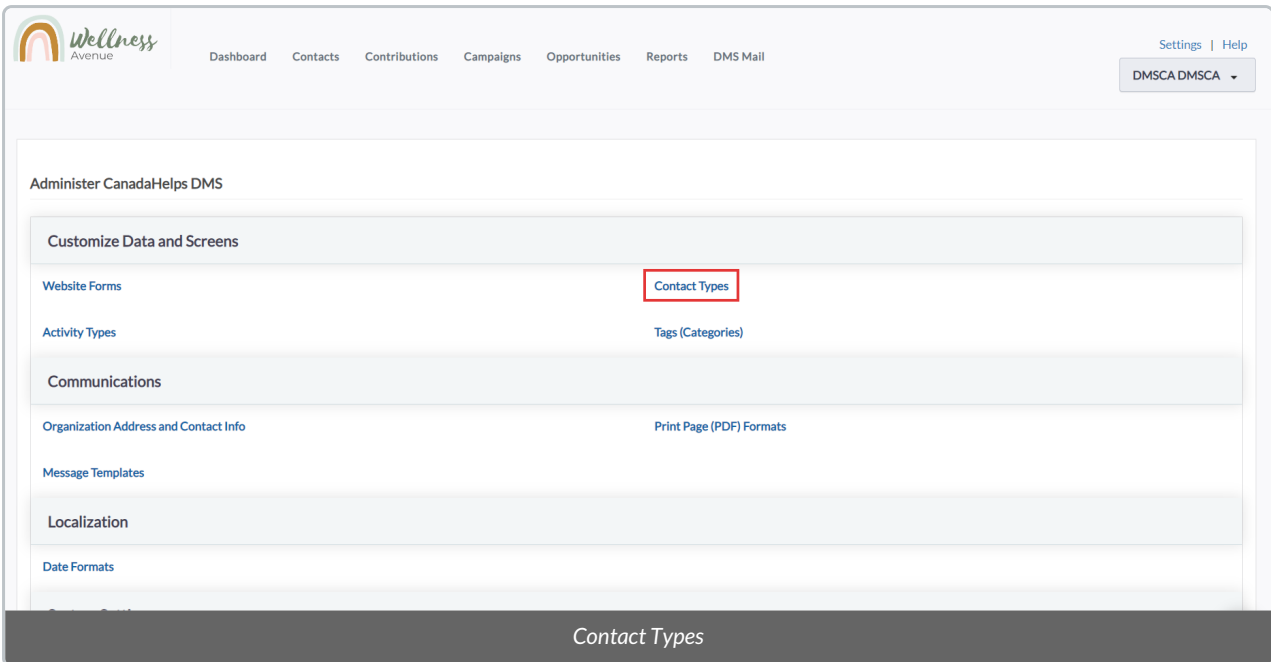 Wellness
Avenue
Dashboard Contacts Contributions Campaigns Opportunities Reports DMS Mail
Settings | Help
DMSCA DMSCA
Administer CanadaHelps DMS
Customize Data and Screens
Website Forms Contact Types
Activity Types Tags (Categories)
Communications
Organization Address and Contact Info Print Page (PDF) Formats
Message Templates
Localization
Date Formats
Contact Types